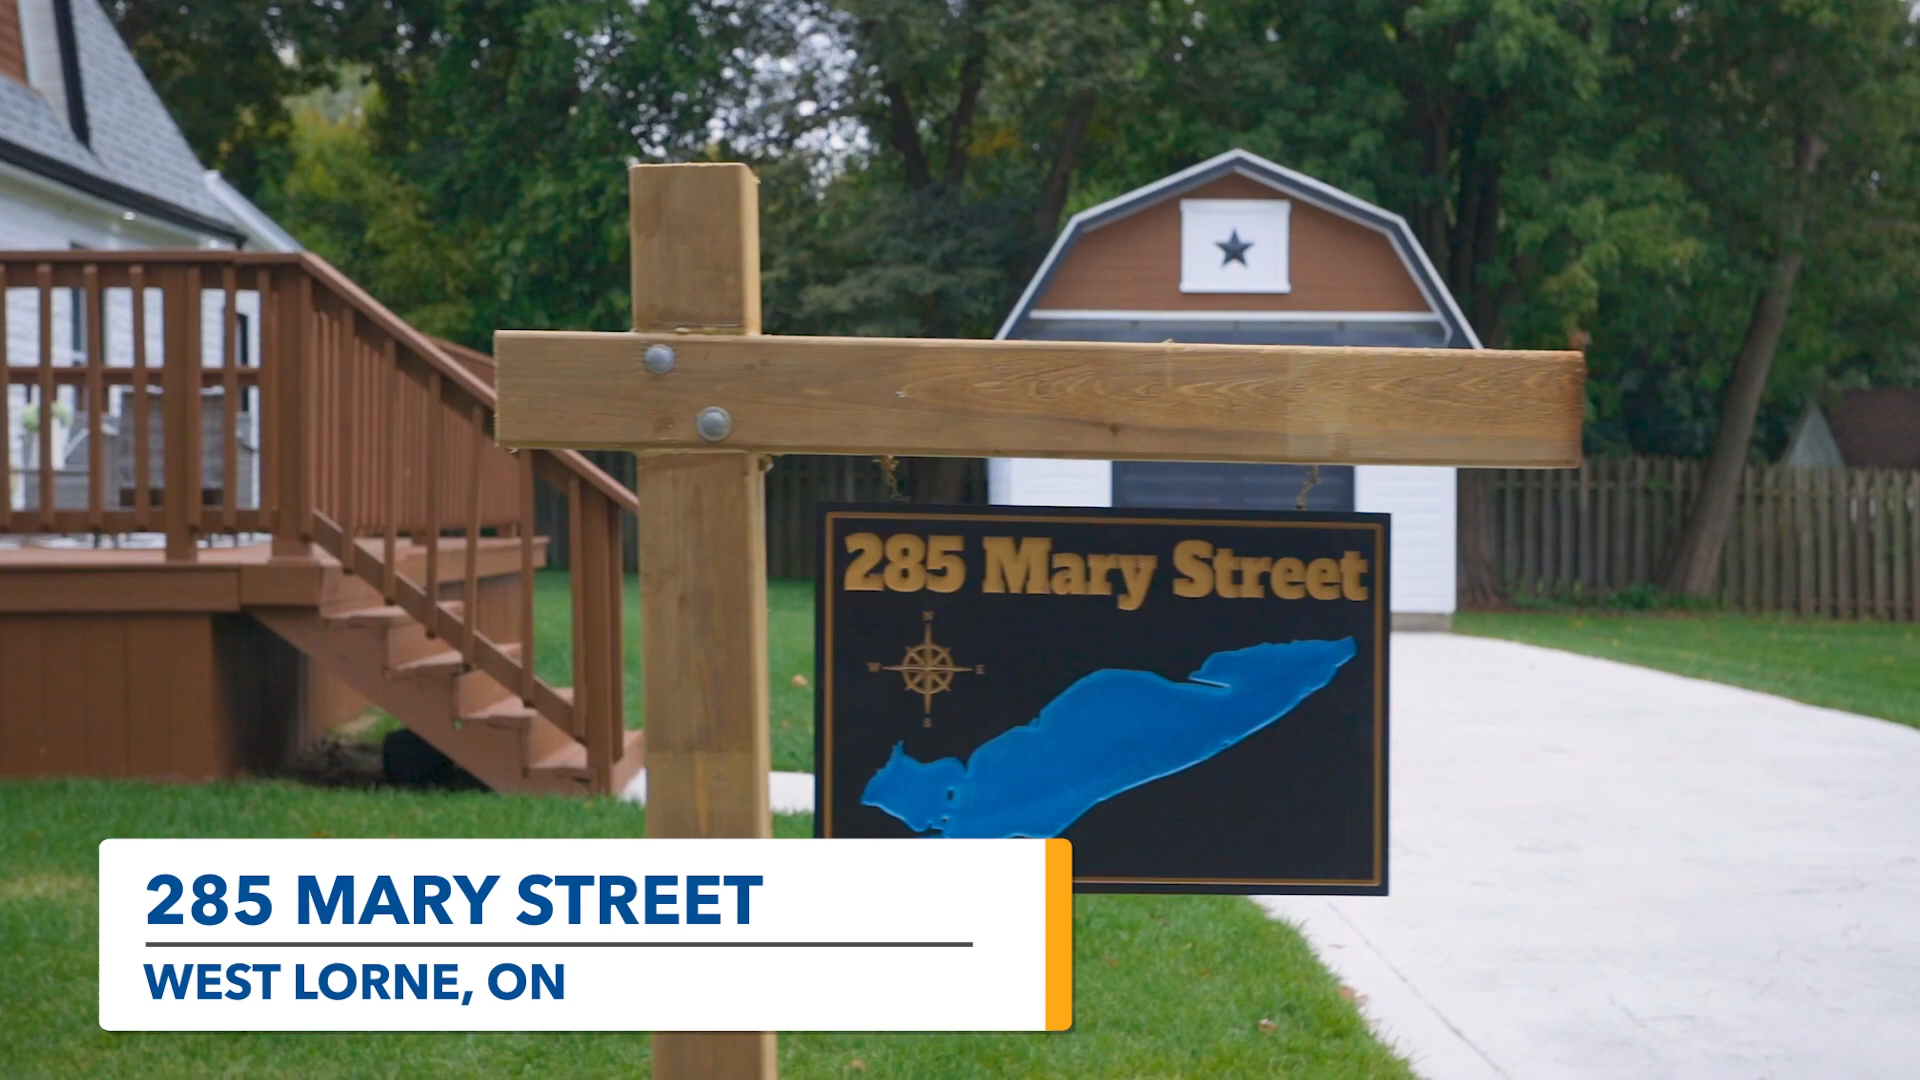 285 Mary Street
N
W E
S
285 MARY STREET
WEST LORNE, ON